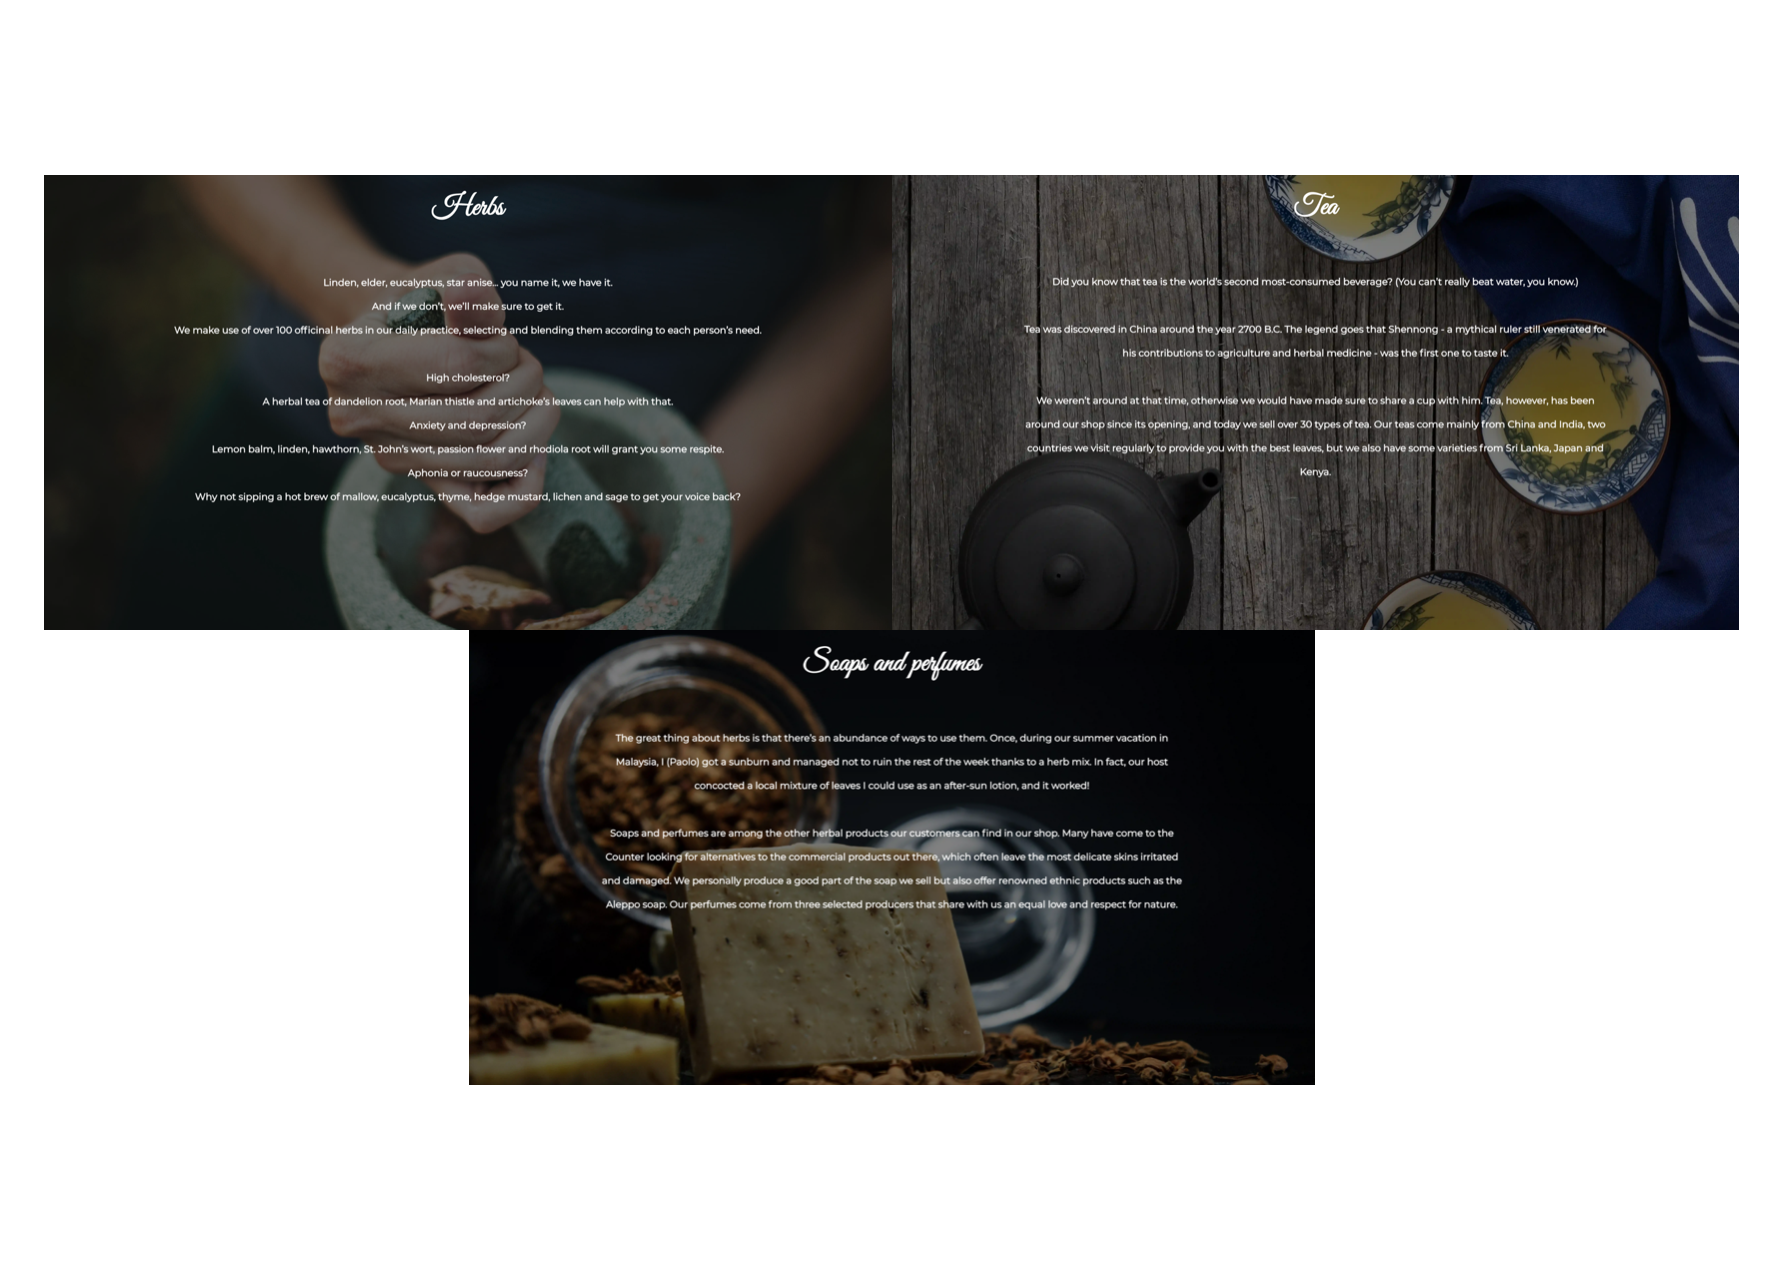 Herbs
Linden, elder, eucalyptus, star anise... you name it, we have it.
And if we don't, we'll make sure to get it.
We make use of over 100 officinal herbs in our daily practice, selecting and blending them according to each person's need.
High cholesterol?
A herbal tea of dandelion root, Marian thistle and artichoke's leaves can help with that.
Anxiety and depression?
Lemon balm, linden, hawthorn, St. John's wort, passion flower and rhodiola root will grant you some respite.
Aphonia or raucousness?
Why not sipping a hot brew of mallow, eucalyptus, thyme, hedge mustard, lichen and sage to get your voice back?
Tea
Did you know that tea is the world's second most-consumed beverage? (You can't really beat water, you know.)
Tea was discovered in China around the year 2700 B.C. The legend goes that Shennong - a mythical ruler still venerated for
his contributions to agriculture and herbal medicine - was the first one to taste it.
We weren't around at that time, otherwise we would have made sure to share a cup with him. Tea, however, has been
around our shop since its opening, and today we sell over 30 types of tea. Our teas come mainly from China and India, two
countries we visit regularly to provide you with the best leaves, but we also have some varieties from Sri Lanka, Japan and
Kenya.
Soaps and perfumes
The great thing about herbs is that there's an abundance of ways to use them. Once, during our summer vacation in
Malaysia, I (Paolo) got a sunburn and managed not to ruin the rest of the week thanks to a herb mix. In fact, our host
concocted a local mixture of leaves I could use as an after-sun lotion, and it worked!
Soaps and perfumes are among the other herbal products our customers can find in our shop. Many have come to the
Counter looking for alternatives to the commercial products out there, which often leave the most delicate skins irritated
and damaged. We personally produce a good part of the soap we sell but also offer renowned ethnic products such as the
Aleppo soap. Our perfumes come from three selected producers that share with us an equal love and respect for nature.